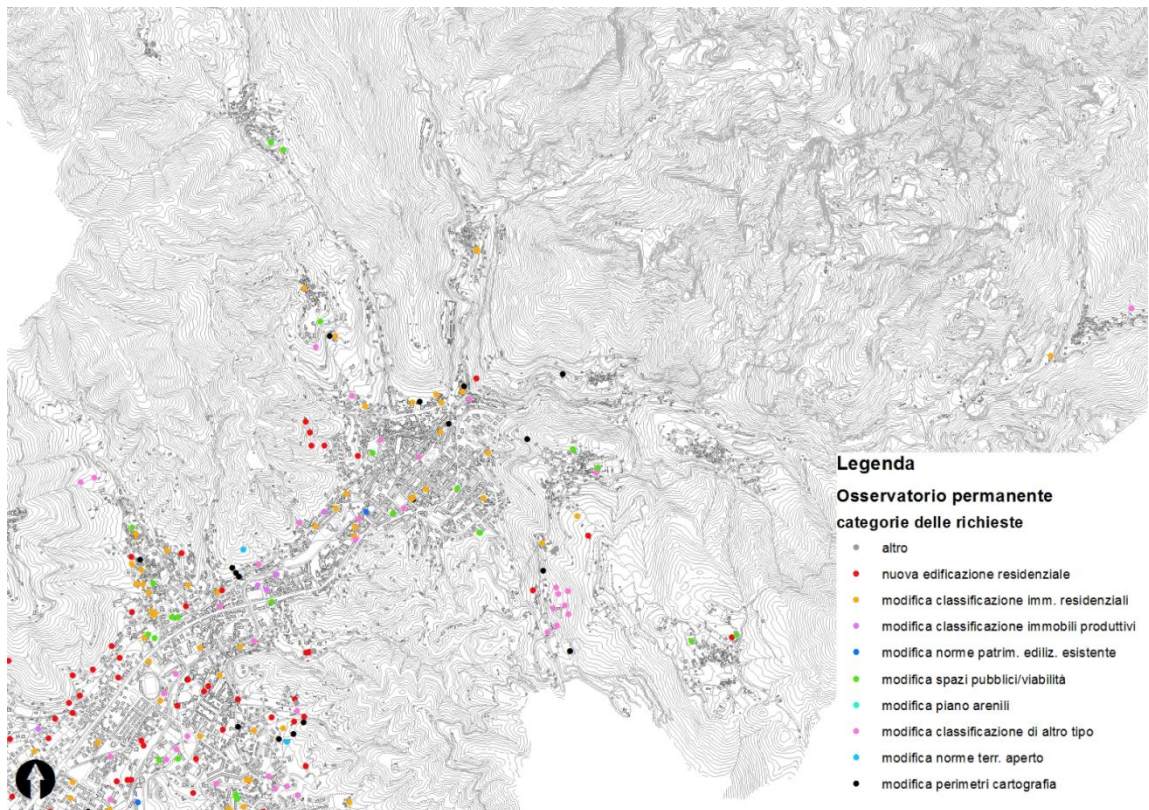 Legenda
Osservatorio permanente
categorie delle richieste
altro
nuova edificazione residenziale
modifica classificazione imm. residenziali
modifica classificazione immobili produttivi
modifica norme patrim. ediliz. esistente
modifica spazi pubblici/viabilità
modifica piano arenili
modifica classificazione di altro tipo
modifica norme terr. aperto
modifica perimetri cartografia